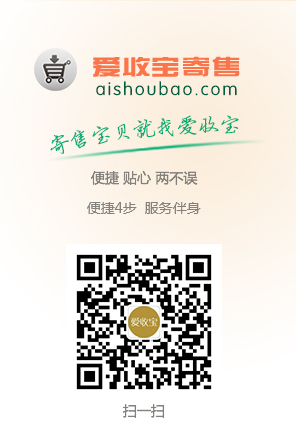 爱收宝寄售
aishoubao.com
寄售宝贝就找爱收宝
便捷 贴心 两不误
便捷4步 服务伴身
爱收宝
扫一扫